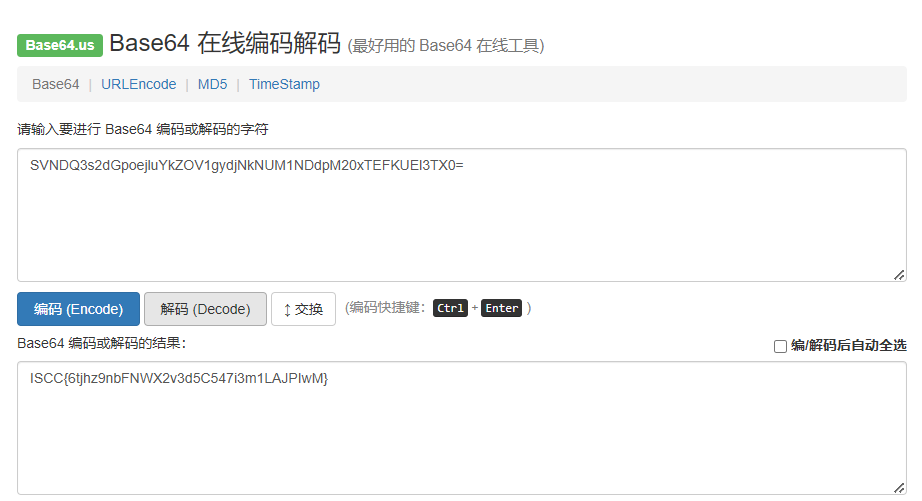 Base64.us Base64 在线编码解码 (最好用的 Base64 在线工具)
Base64 | URLEncode | MD5 | TimeStamp
请输入要进行 Base64 编码或解码的字符
SVNDQ3s2dGpoejluYkZOV1gydjNkNUM1NDdpM20xTEFKUEl3TX0=
编码 (Encode) 解码 (Decode) ↕ 交换 (编码快捷键: Ctrl + Enter )
Base64 编码或解码的结果:
编/解码后自动全选
ISCC{6tjhz9nbFNWX2v3d5C547i3m1LAJPIwM}